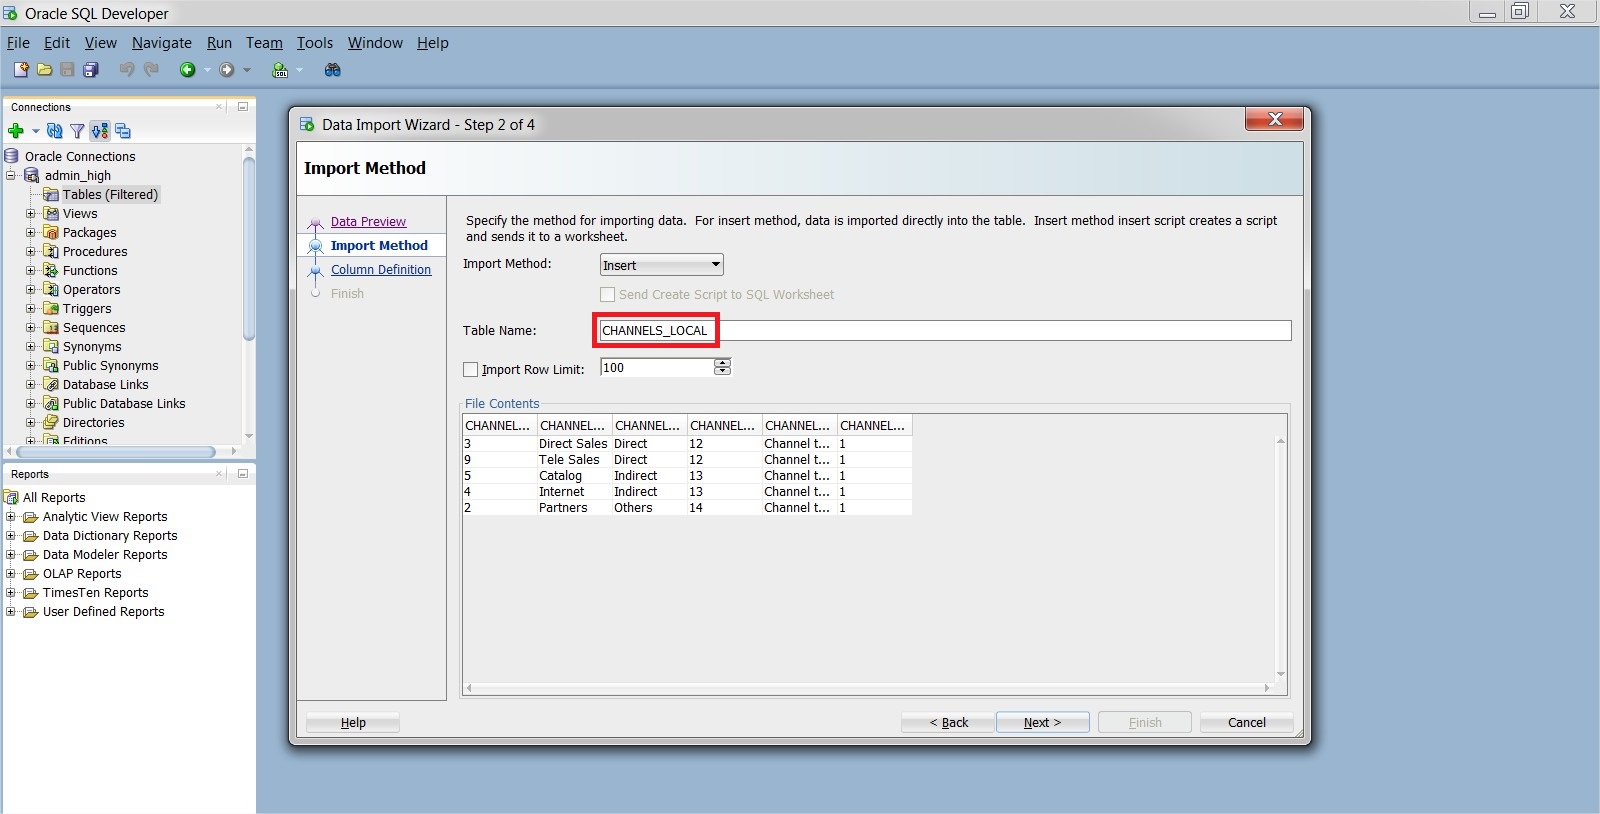 Oracle SQL Developer
File Edit View Navigate Run Team Tools Window Help
SQL
Connections
Oracle Connections
admin_high
Tables (Filtered)
Views
Packages
Procedures
Functions
Operators
Triggers
Sequences
Synonyms
Public Synonyms
Database Links
Public Database Links
Directories
Editions
Reports
All Reports
Analytic View Reports
Data Dictionary Reports
Data Modeler Reports
OLAP Reports
TimesTen Reports
User Defined Reports
Data Import Wizard - Step 2 of 4
Import Method
Data Preview
Import Method
Column Definition
Finish
Specify the method for importing data. For insert method, data is imported directly into the table. Insert method insert script creates a script
and sends it to a worksheet.
Import Method: Insert
Send Create Script to SQL Worksheet
Table Name: CHANNELS_LOCAL
Import Row Limit: 100
File Contents
CHANNEL... CHANNEL... CHANNEL... CHANNEL... CHANNEL... CHANNEL...
3 Direct Sales Direct 12 Channel t... 1
9 Tele Sales Direct 12 Channel t... 1
5 Catalog Indirect 13 Channel t... 1
4 Internet Indirect 13 Channel t... 1
2 Partners Others 14 Channel t... 1
Help < Back Next > Finish Cancel